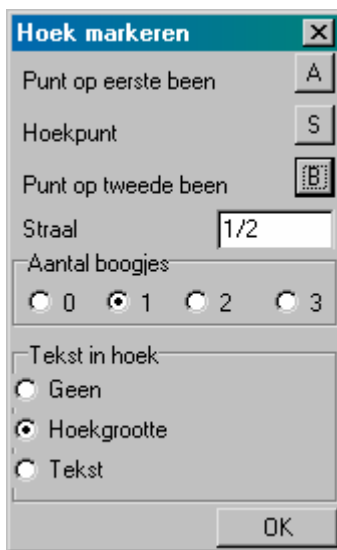 Hoek markeren
Punt op eerste been A
Hoekpunt S
Punt op tweede been B
Straal 1/2
Aantal boogjes
0 1 2 3
Tekst in hoek
Geen
Hoekgrootte
Tekst
OK